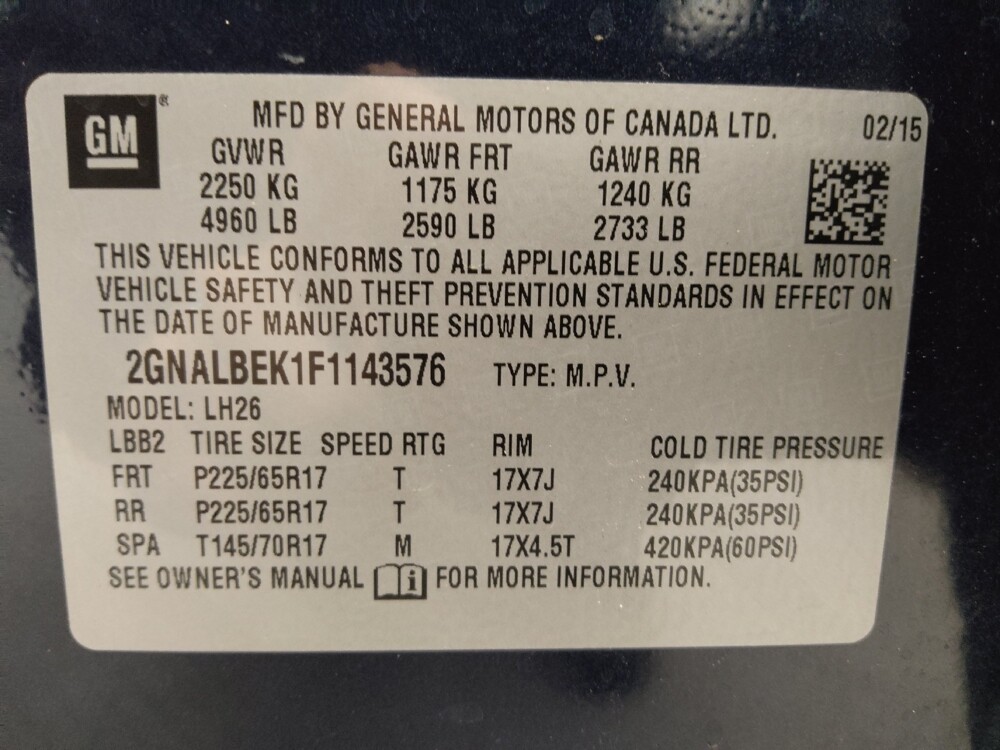 GM ®
MFD BY GENERAL MOTORS OF CANADA LTD. 02/15
GVWR GAWR FRT GAWR RR
2250 KG 1175 KG 1240 KG
4960 LB 2590 LB 2733 LB
THIS VEHICLE CONFORMS TO ALL APPLICABLE U.S. FEDERAL MOTOR
VEHICLE SAFETY AND THEFT PREVENTION STANDARDS IN EFFECT ON
THE DATE OF MANUFACTURE SHOWN ABOVE.
2GNALBEK1F1143576 TYPE: M.P.V.
MODEL: LH26
LBB2 TIRE SIZE SPEED RTG RIM COLD TIRE PRESSURE
FRT P225/65R17 T 17X7J 240KPA(35PSI)
RR P225/65R17 T 17X7J 240KPA(35PSI)
SPA T145/70R17 M 17X4.5T 420KPA(60PSI)
SEE OWNER'S MANUAL i FOR MORE INFORMATION.